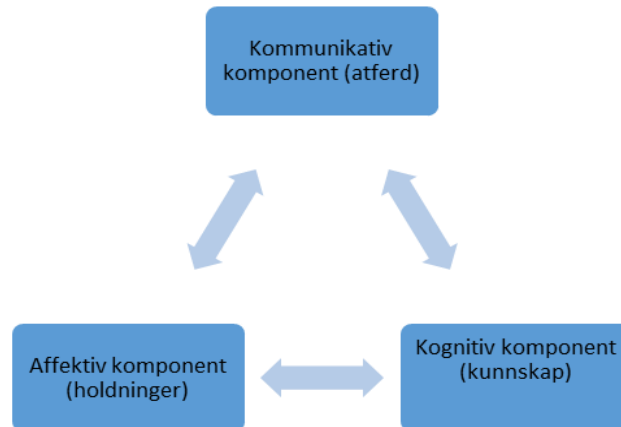 Kommunikativ
komponent (atferd)
Affektiv komponent
(holdninger)
Kognitiv komponent
(kunnskap)